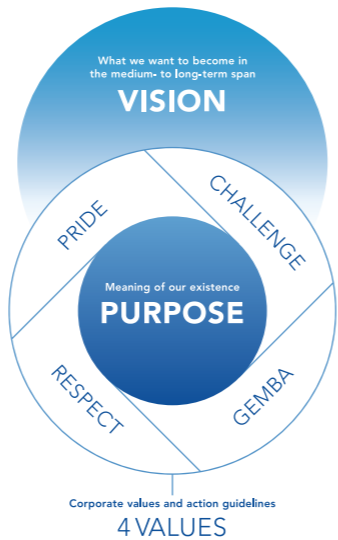 What we want to become in
the medium- to long-term span
VISION
PRIDE
CHALLENGE
Meaning of our existence
PURPOSE
RESPECT
GEMBA
Corporate values and action guidelines
4 VALUES